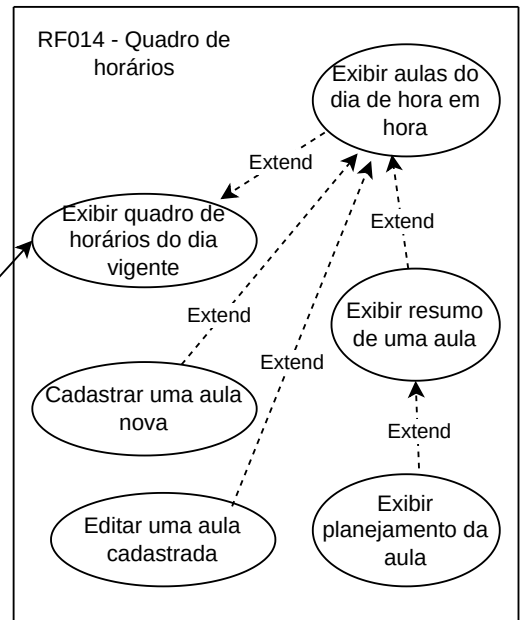 RF014 - Quadro de
horários
Exibir aulas do
dia de hora em
hora
Extend
Exibir quadro de
horários do dia
vigente
Extend
Extend
Exibir resumo
de uma aula
Extend
Cadastrar uma aula
nova
Extend
Editar uma aula
cadastrada
Exibir
planejamento da
aula